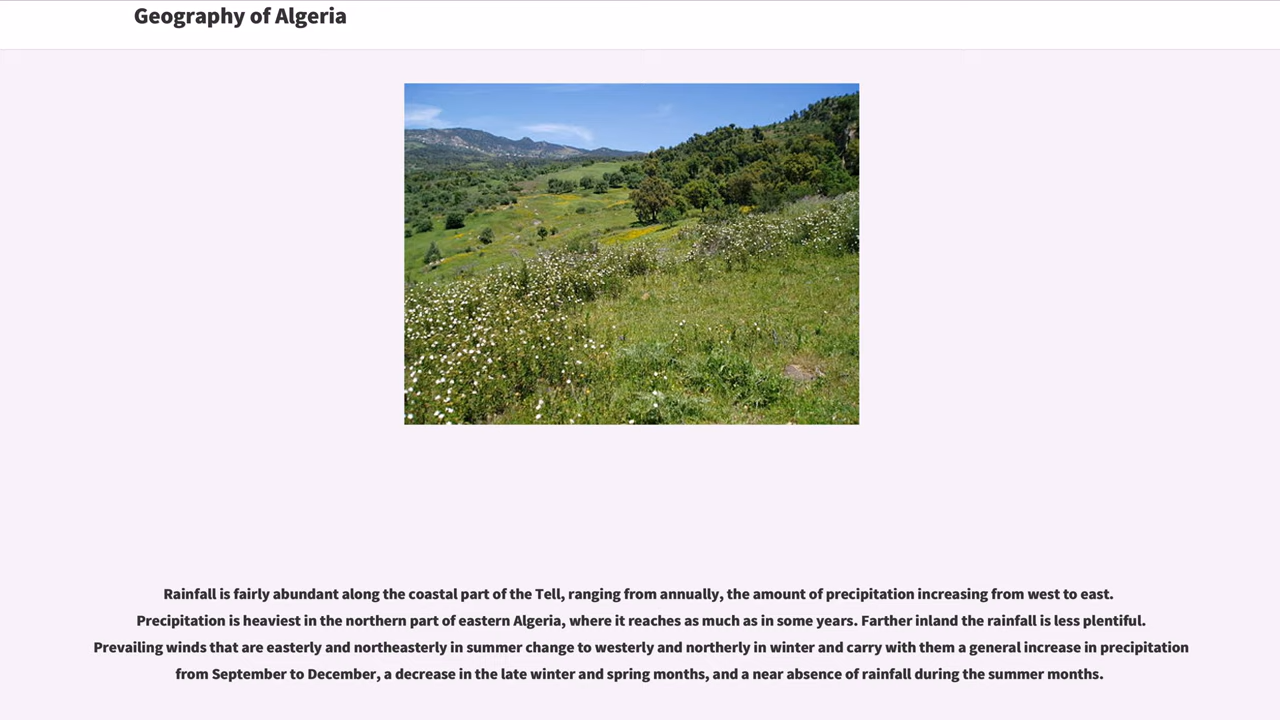 Geography of Algeria
Rainfall is fairly abundant along the coastal part of the Tell, ranging from annually, the amount of precipitation increasing from west to east.
Precipitation is heaviest in the northern part of eastern Algeria, where it reaches as much as in some years. Farther inland the rainfall is less plentiful.
Prevailing winds that are easterly and northeasterly in summer change to westerly and northerly in winter and carry with them a general increase in precipitation
from September to December, a decrease in the late winter and spring months, and a near absence of rainfall during the summer months.